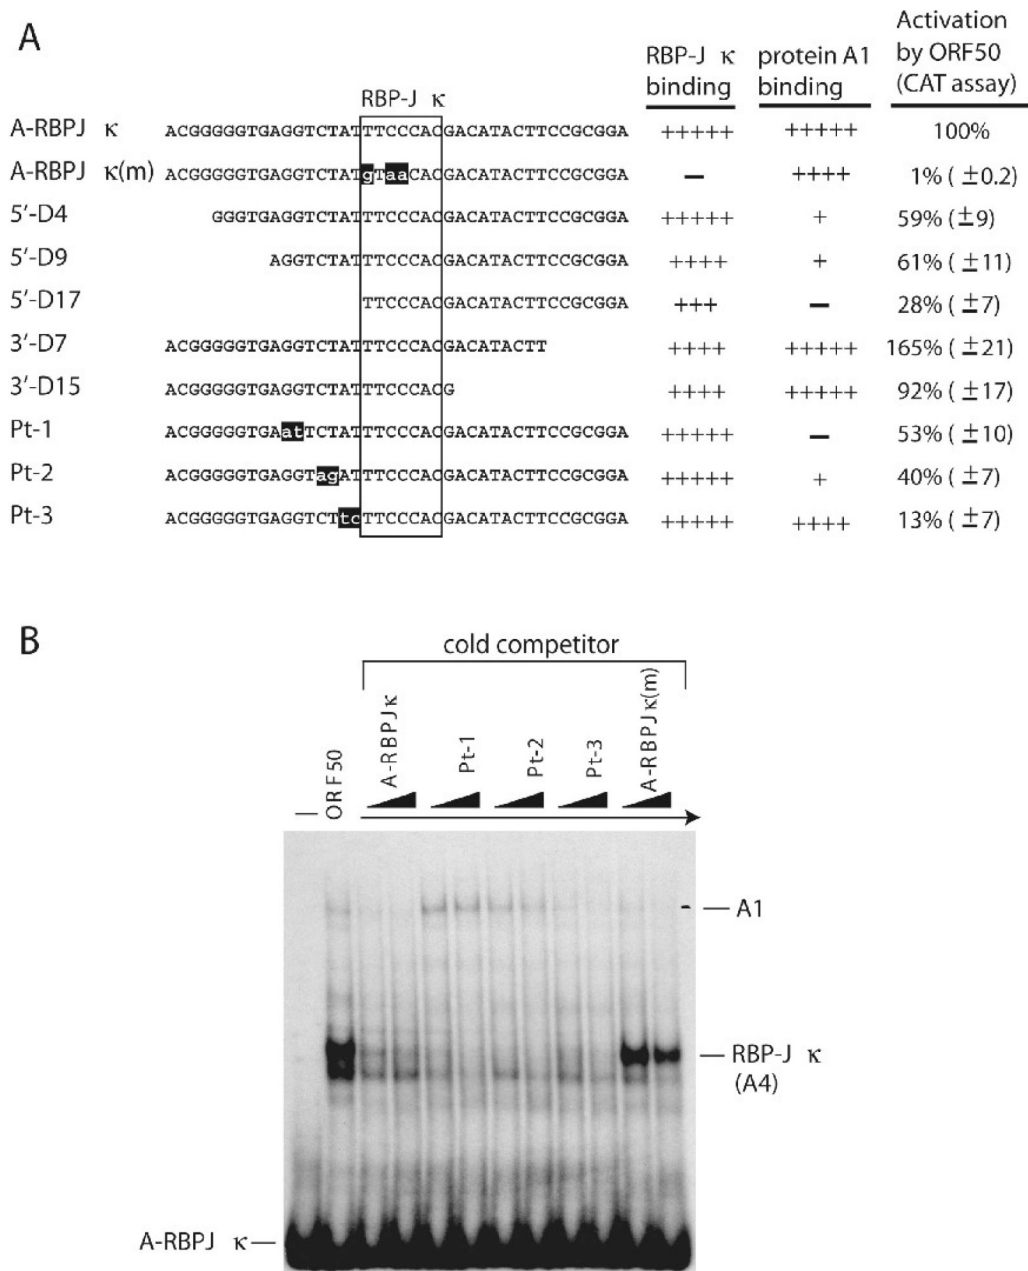 A
RBP-J κ
binding
protein A1
binding
Activation
by ORF50
(CAT assay)
RBP-J κ
A-RBPJ κ ACGGGGGTGAGGTCTATTTCCCACGACATACTTCCGCGGA +++++ +++++ 100%
A-RBPJ κ(m) ACGGGGGTGAGGTCTATgTaaCACGACATACTTCCGCGGA − ++++ 1% (±0.2)
5′-D4 GGGTGAGGTCTATTTCCCACGACATACTTCCGCGGA +++++ + 59% (±9)
5′-D9 AGGTCTATTTCCCACGACATACTTCCGCGGA ++++ + 61% (±11)
5′-D17 TTCCCACGACATACTTCCGCGGA +++ − 28% (±7)
3′-D7 ACGGGGGTGAGGTCTATTTCCCACGACATACTT ++++ +++++ 165% (±21)
3′-D15 ACGGGGGTGAGGTCTATTTCCCACG ++++ +++++ 92% (±17)
Pt-1 ACGGGGGTGAatTCTATTTCCCACGACATACTTCCGCGGA +++++ − 53% (±10)
Pt-2 ACGGGGGTGAGGTagATTTCCCACGACATACTTCCGCGGA +++++ + 40% (±7)
Pt-3 ACGGGGGTGAGGTCTtcTTCCCACGACATACTTCCGCGGA +++++ ++++ 13% (±7)
B
cold competitor
—
ORF50
A-RBPJκ
Pt-1
Pt-2
Pt-3
A-RBPJκ(m)
A1
RBP-J κ
(A4)
A-RBPJ κ